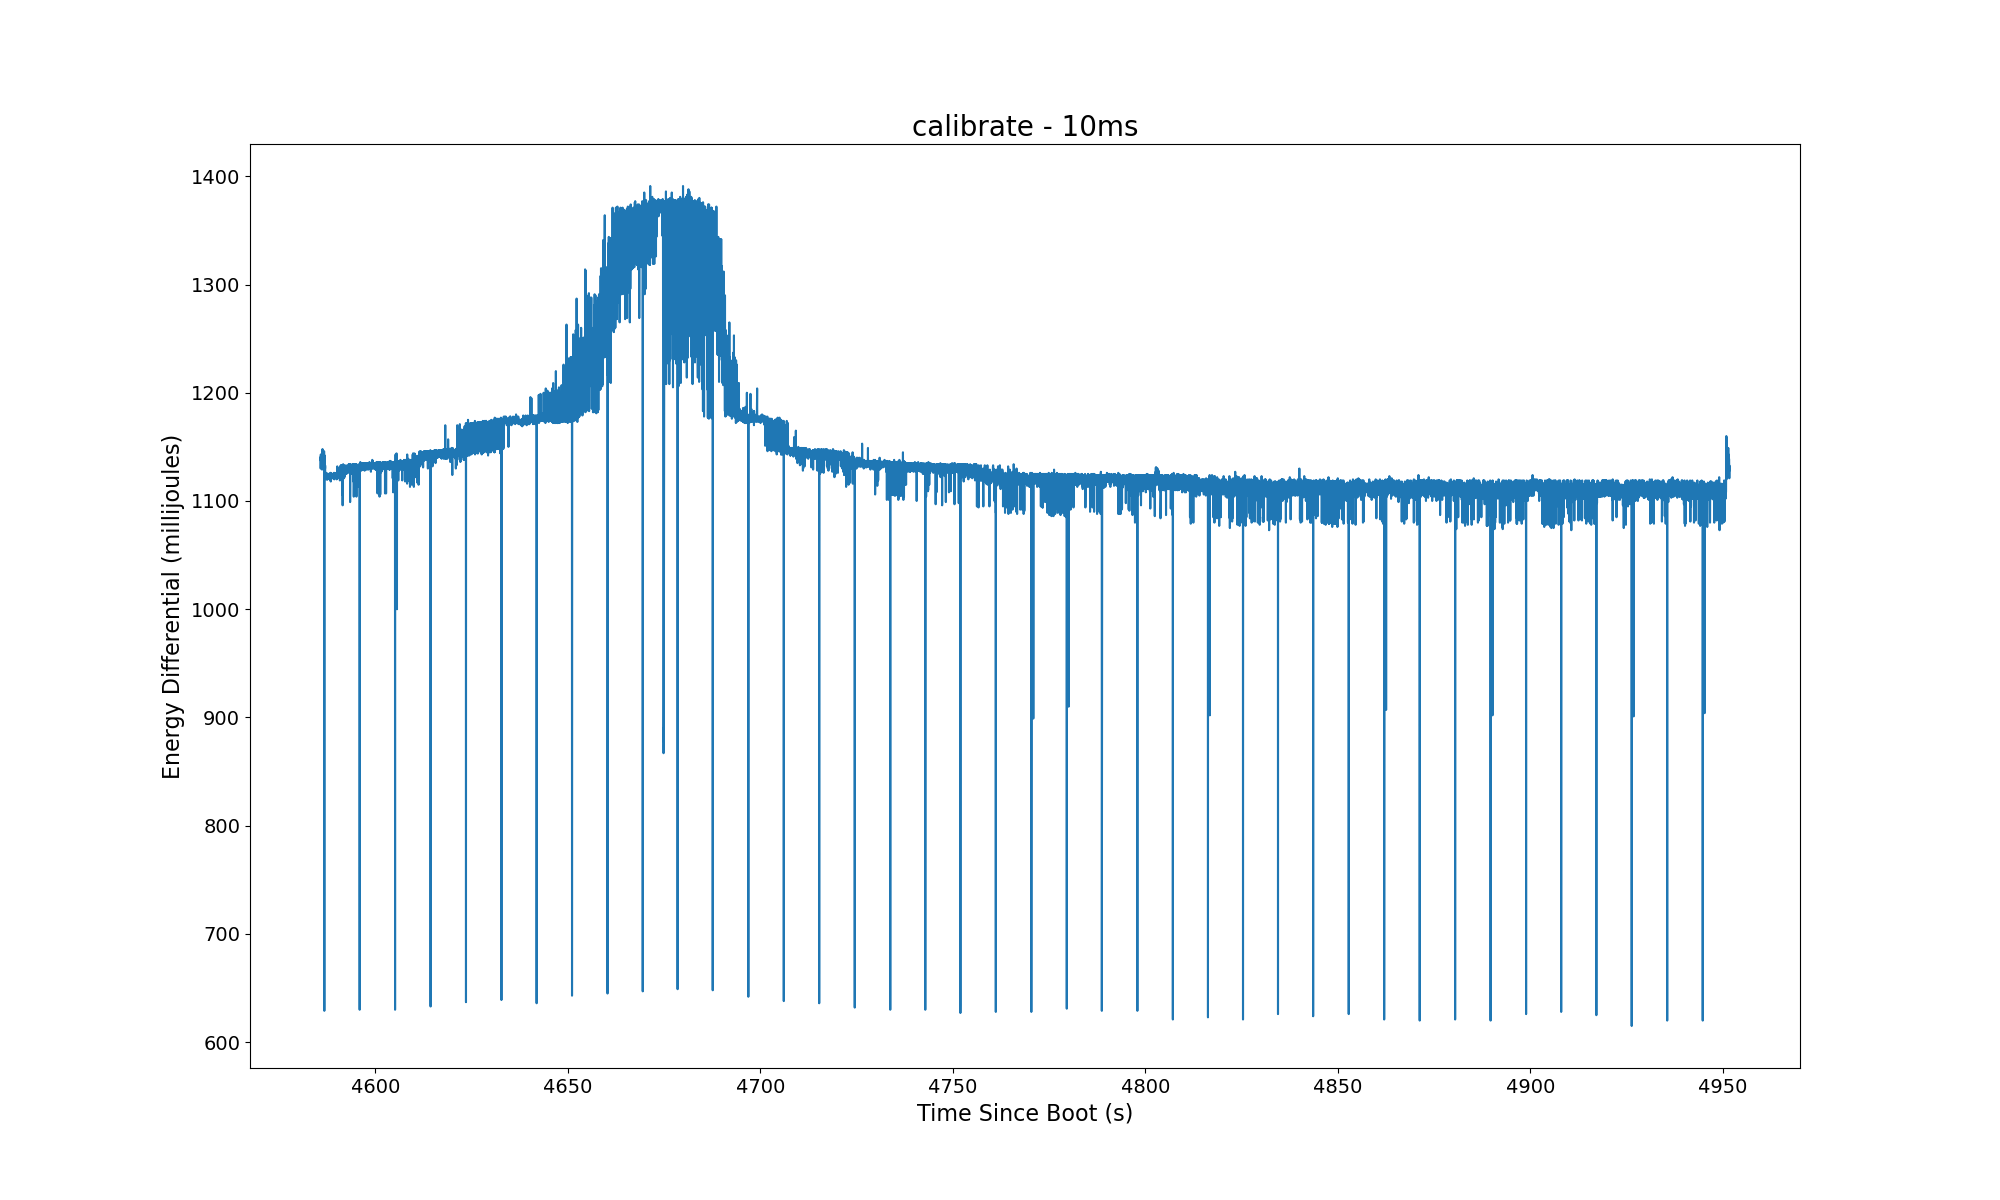 calibrate - 10ms
Energy Differential (millijoules)
1400
1300
1200
1100
1000
900
800
700
600
4600 4650 4700 4750 4800 4850 4900 4950
Time Since Boot (s)